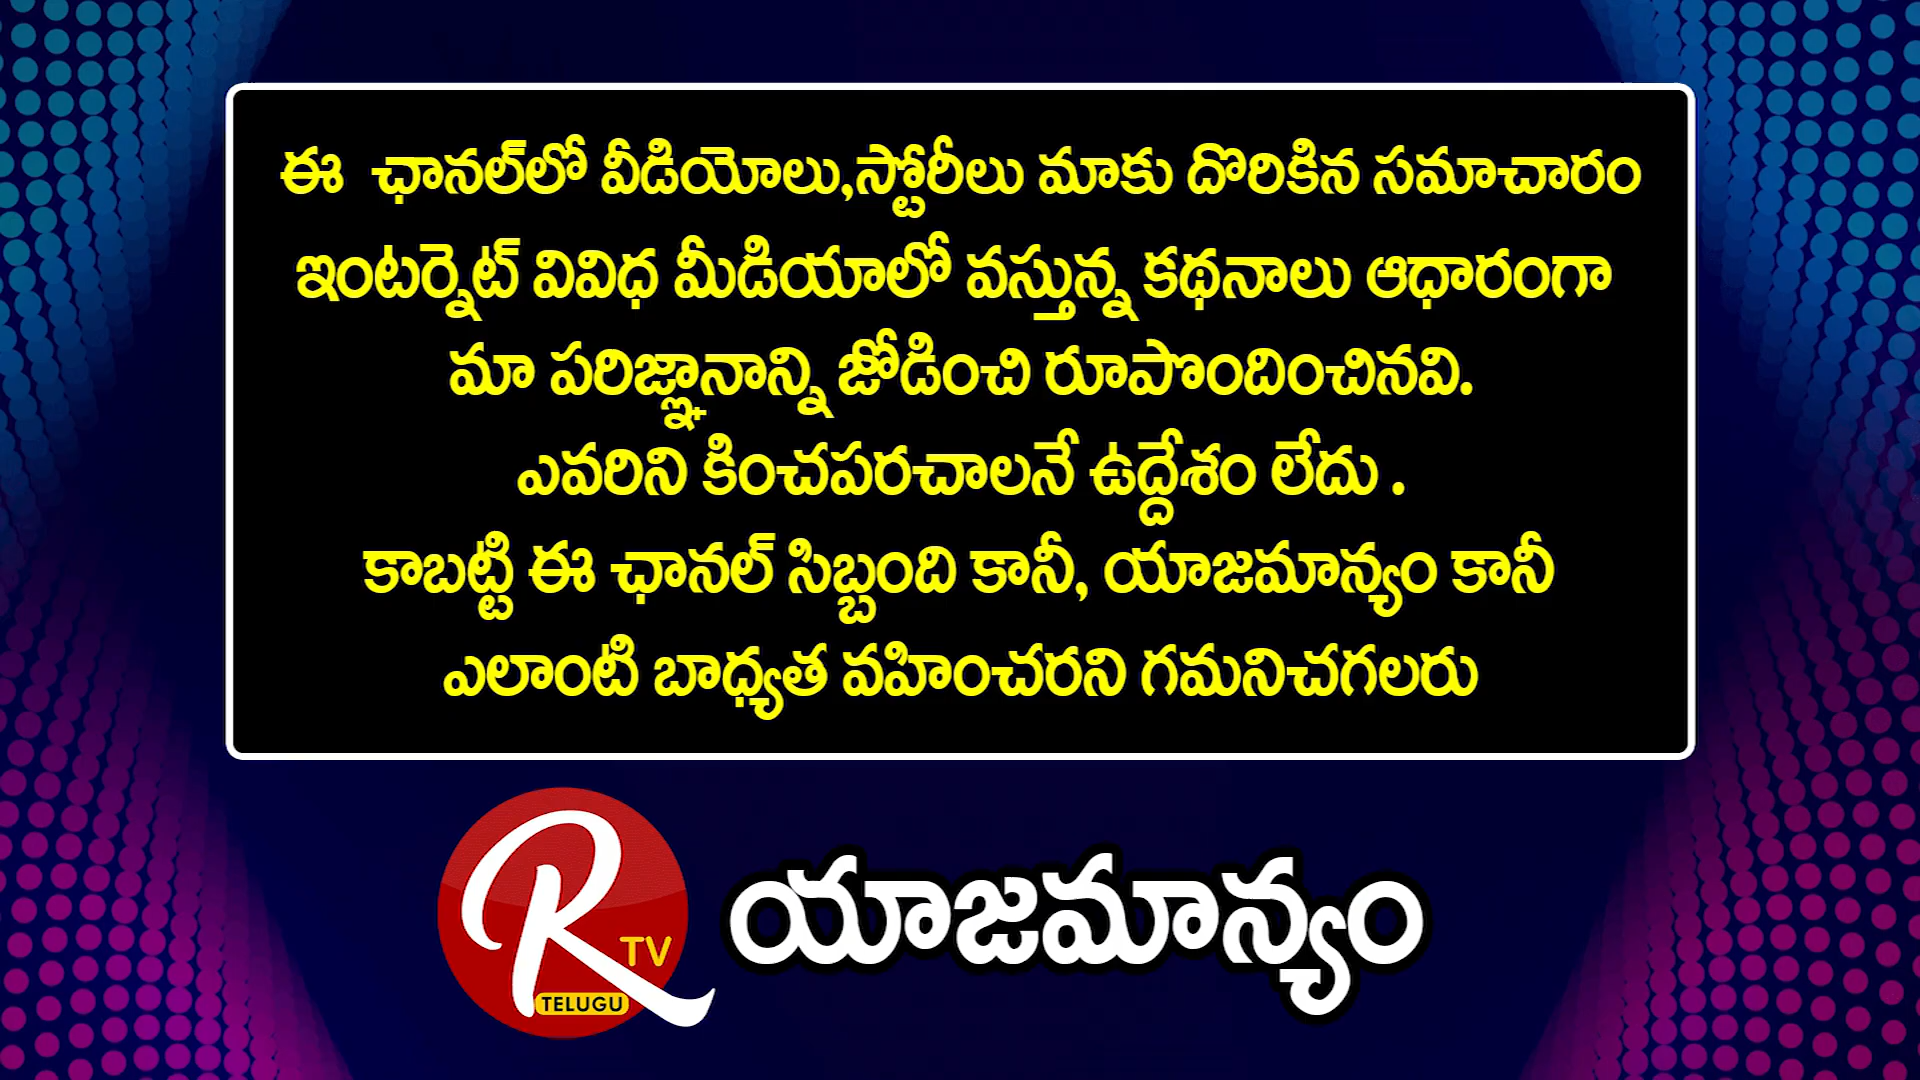 ఈ ఛానల్‌లో వీడియోలు,స్టోరీలు మాకు దొరికిన సమాచారం
ఇంటర్నెట్ వివిధ మీడియాలో వస్తున్న కథనాలు ఆధారంగా
మా పరిజ్ఞానాన్ని జోడించి రూపొందించినవి.
ఎవరిని కించపరచాలనే ఉద్దేశం లేదు .
కాబట్టి ఈ ఛానల్ సిబ్బంది కానీ, యాజమాన్యం కానీ
ఎలాంటి బాధ్యత వహించరని గమనిచగలరు
R TV TELUGU
యాజమాన్యం